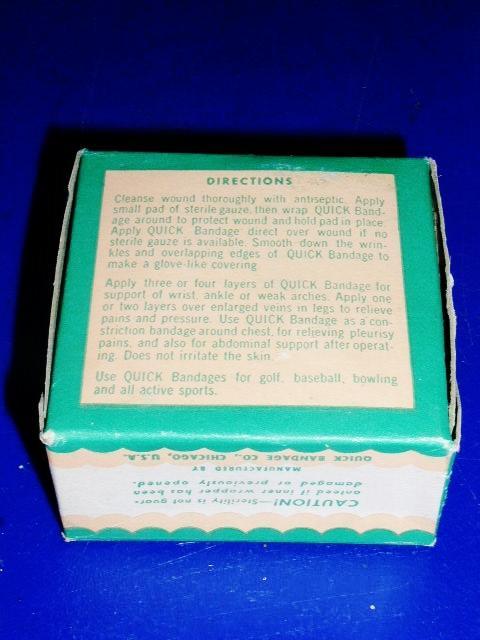 DIRECTIONS
Cleanse wound thoroughly with antiseptic. Apply
small pad of sterile gauze, then wrap QUICK Band-
age around to protect wound and hold pad in place.
Apply QUICK Bandage direct over wound if no
sterile gauze is available. Smooth down the wrin-
kles and overlapping edges of QUICK Bandage to
make a glove-like covering
Apply three or four layers of QUICK Bandage for
support of wrist, ankle or weak arches. Apply one
or two layers over enlarged veins in legs to relieve
pains and pressure. Use QUICK Bandage as a con-
striction bandage around chest, for relieving pleurisy
pains, and also for abdominal support after operat-
ing. Does not irritate the skin.
Use QUICK Bandages for golf, baseball, bowling
and all active sports.
CAUTION!—Sterility is not guar-
anteed if inner wrapper has been
damaged or previously opened.
MANUFACTURED BY
QUICK BANDAGE CO., CHICAGO, U.S.A.